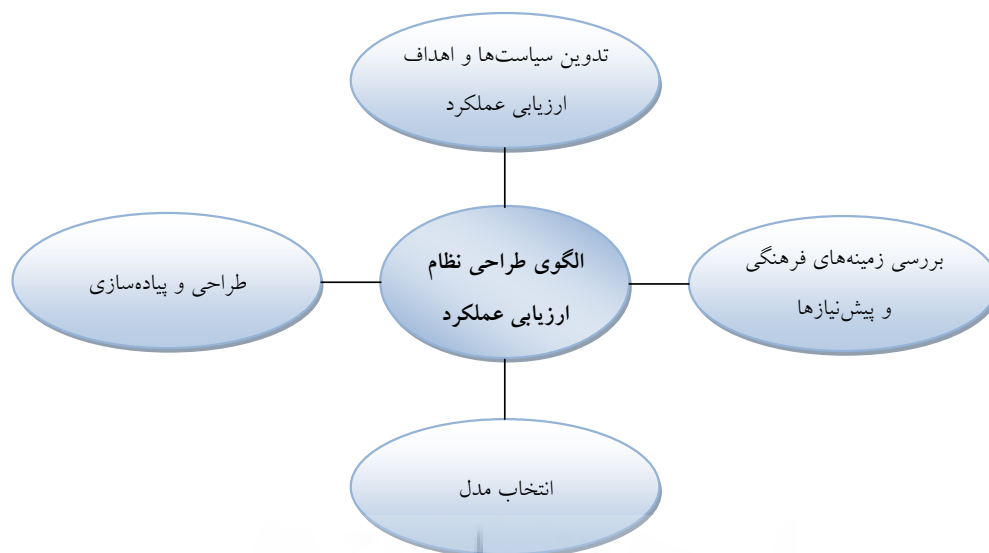 تدوین سیاست‌ها و اهداف
ارزیابی عملکرد
بررسی زمینه‌های فرهنگی
و پیش‌نیازها
الگوی طراحی نظام
ارزیابی عملکرد
طراحی و پیاده‌سازی
انتخاب مدل